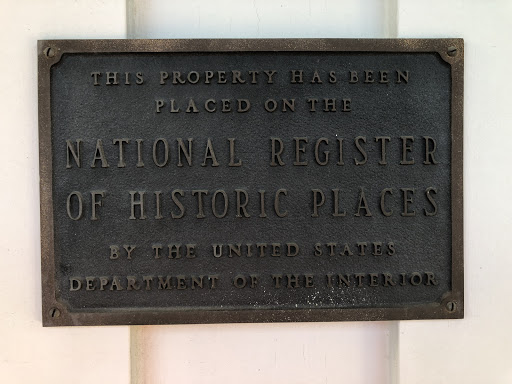 THIS PROPERTY HAS BEEN
PLACED ON THE
NATIONAL REGISTER
OF HISTORIC PLACES
BY THE UNITED STATES
DEPARTMENT OF THE INTERIOR